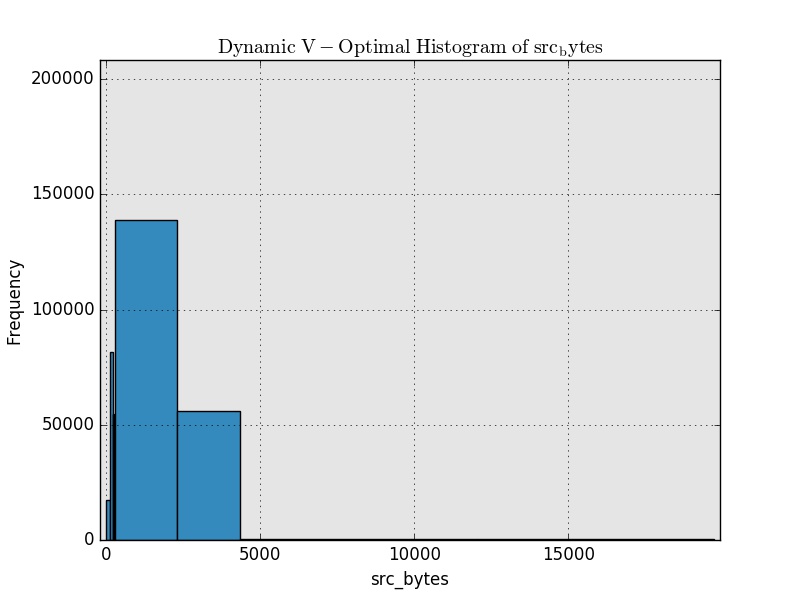 Dynamic V − Optimal Histogram of src_bytes
200000
150000
100000
50000
0
Frequency
0 5000 10000 15000
src_bytes